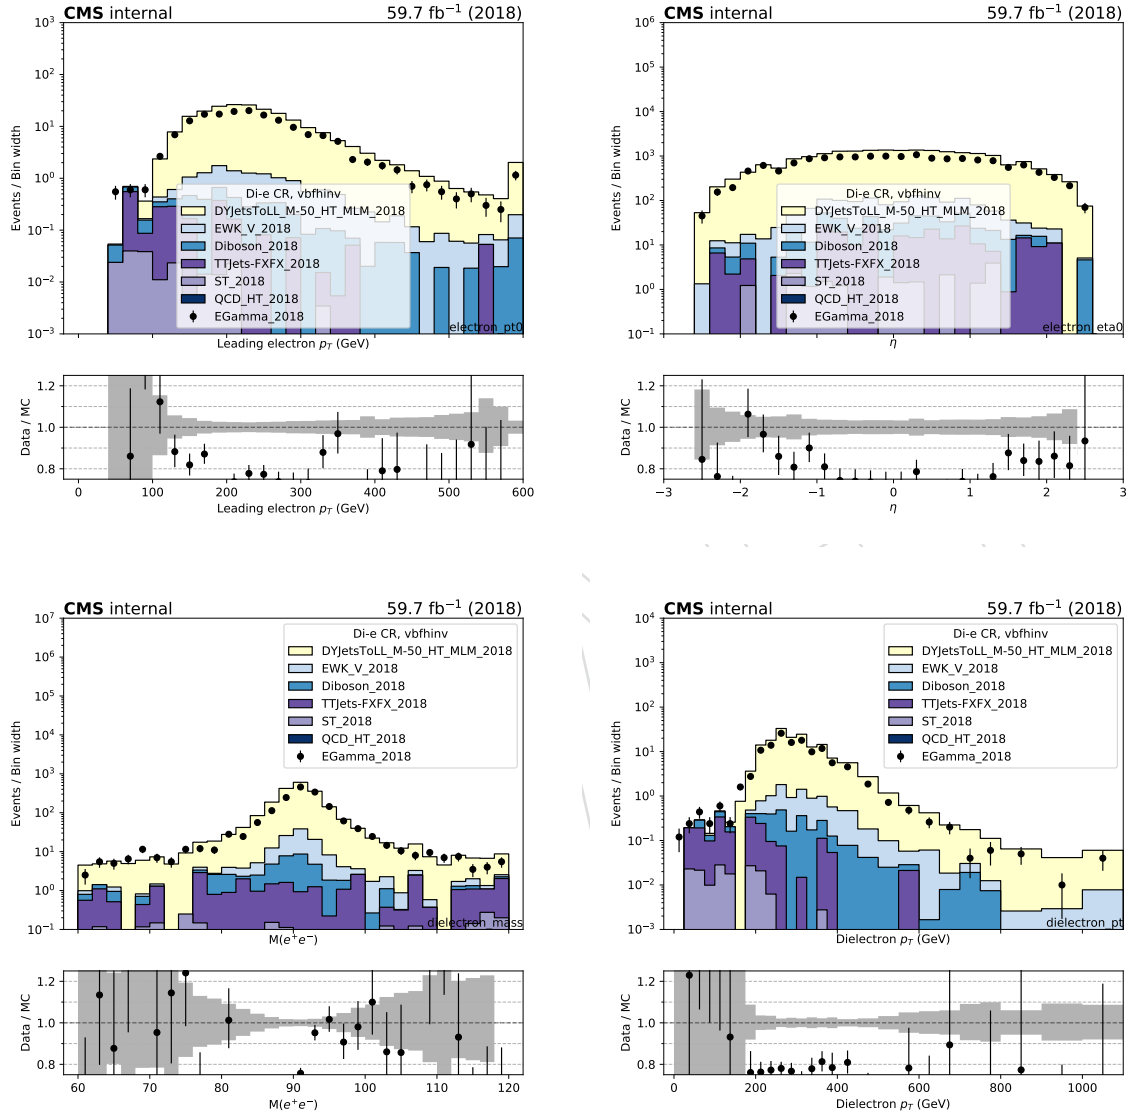 CMS internal 59.7 fb⁻¹ (2018)
Events / Bin width
10³
10²
10¹
10⁰
10⁻¹
10⁻²
10⁻³
Di-e CR, vbfhinv
DYJetsToLL_M-50_HT_MLM_2018
EWK_V_2018
Diboson_2018
TTJets-FXFX_2018
ST_2018
QCD_HT_2018
EGamma_2018
electron_pt0
Leading electron p_T (GeV)
Data / MC
1.2
1.0
0.8
0 100 200 300 400 500 600
Leading electron p_T (GeV)
CMS internal 59.7 fb⁻¹ (2018)
Events / Bin width
10⁶
10⁵
10⁴
10³
10²
10¹
10⁰
10⁻¹
Di-e CR, vbfhinv
DYJetsToLL_M-50_HT_MLM_2018
EWK_V_2018
Diboson_2018
TTJets-FXFX_2018
ST_2018
QCD_HT_2018
EGamma_2018
electron_eta0
η
Data / MC
1.2
1.0
0.8
−3 −2 −1 0 1 2 3
η
CMS internal 59.7 fb⁻¹ (2018)
Events / Bin width
10⁷
10⁶
10⁵
10⁴
10³
10²
10¹
10⁰
10⁻¹
Di-e CR, vbfhinv
DYJetsToLL_M-50_HT_MLM_2018
EWK_V_2018
Diboson_2018
TTJets-FXFX_2018
ST_2018
QCD_HT_2018
EGamma_2018
dielectron_mass
M(e⁺e⁻)
Data / MC
1.2
1.0
0.8
60 70 80 90 100 110 120
M(e⁺e⁻)
CMS internal 59.7 fb⁻¹ (2018)
Events / Bin width
10⁴
10³
10²
10¹
10⁰
10⁻¹
10⁻²
10⁻³
Di-e CR, vbfhinv
DYJetsToLL_M-50_HT_MLM_2018
EWK_V_2018
Diboson_2018
TTJets-FXFX_2018
ST_2018
QCD_HT_2018
EGamma_2018
dielectron_pt
Dielectron p_T (GeV)
Data / MC
1.2
1.0
0.8
0 200 400 600 800 1000
Dielectron p_T (GeV)